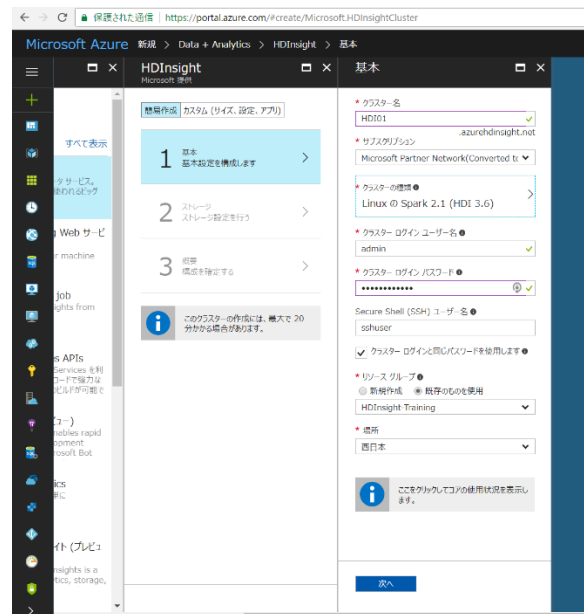 保護された通信 | https://portal.azure.com/#create/Microsoft.HDInsightCluster
Microsoft Azure 新規 > Data + Analytics > HDInsight > 基本
すべて表示
タ サービス。
使われるビッグ
Web サービ
r machine
job
ights from
s APIs
Services を利
コードで強力な
ビルドが可能で
ュー)
nables rapid
opment
rosoft Bot
ics
単に
イト (プレビュ
nsights is a
tics, storage,
HDInsight
Microsoft 提供
簡易作成 カスタム (サイズ、設定、アプリ)
1 基本
基本設定を構成します
2 ストレージ
ストレージ設定を行う
3 概要
構成を確定する
このクラスターの作成には、最大で 20
分かかる場合があります。
基本
* クラスター名
HDI01
.azurehdinsight.net
* サブスクリプション
Microsoft Partner Network(Converted tc
* クラスターの種類
Linux の Spark 2.1 (HDI 3.6)
* クラスター ログイン ユーザー名
admin
* クラスター ログイン パスワード
••••••••••••
Secure Shell (SSH) ユーザー名
sshuser
クラスター ログインと同じパスワードを使用します
* リソース グループ
新規作成 既存のものを使用
HDInsight-Training
* 場所
西日本
ここをクリックしてコアの使用状況を表示し
ます。
次へ